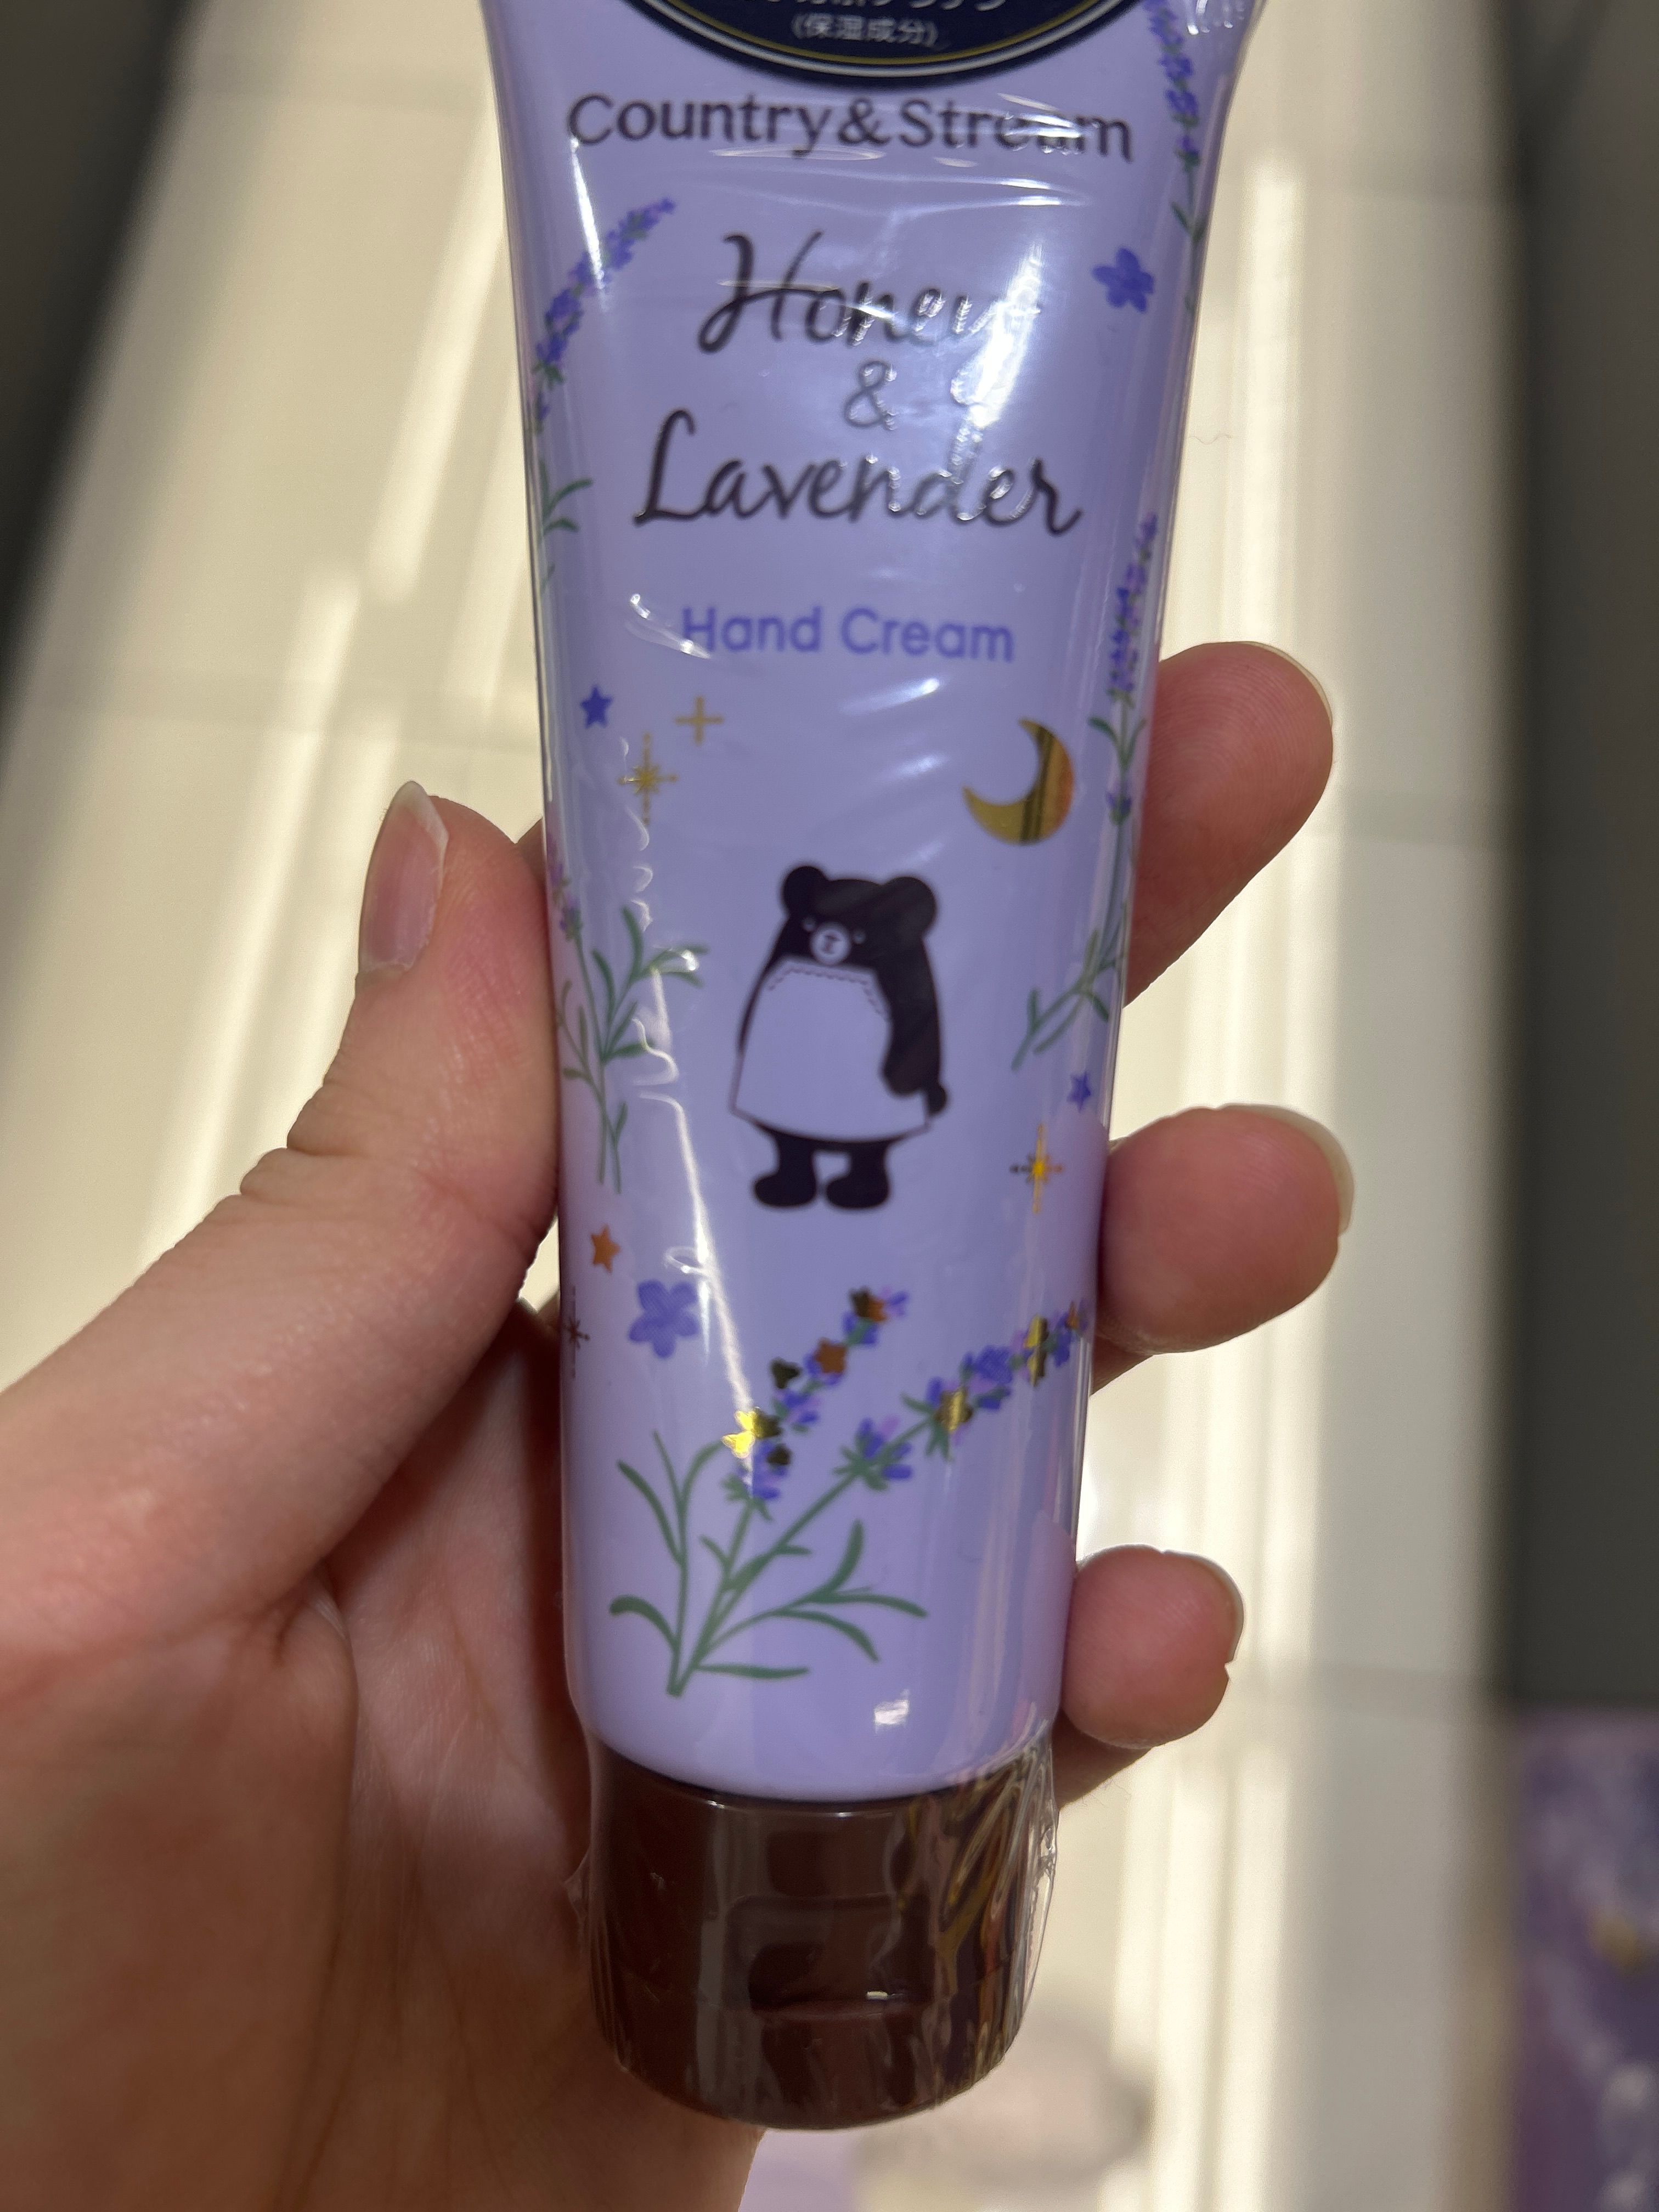 (保湿成分)
Country&Stream
Honey
&
Lavender
Hand Cream